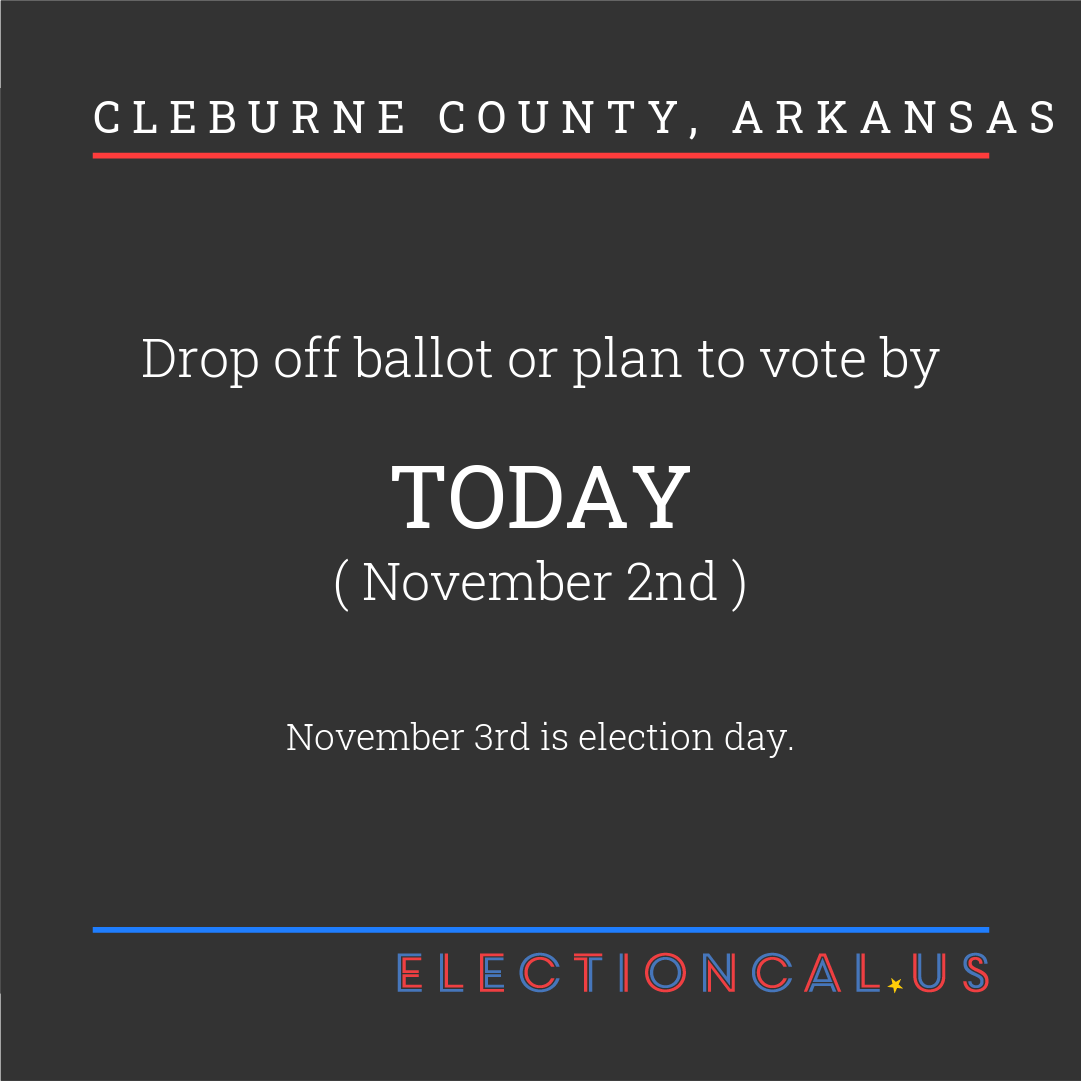 CLEBURNE COUNTY, ARKANSAS
Drop off ballot or plan to vote by
TODAY
( November 2nd )
November 3rd is election day.
ELECTIONCAL.US